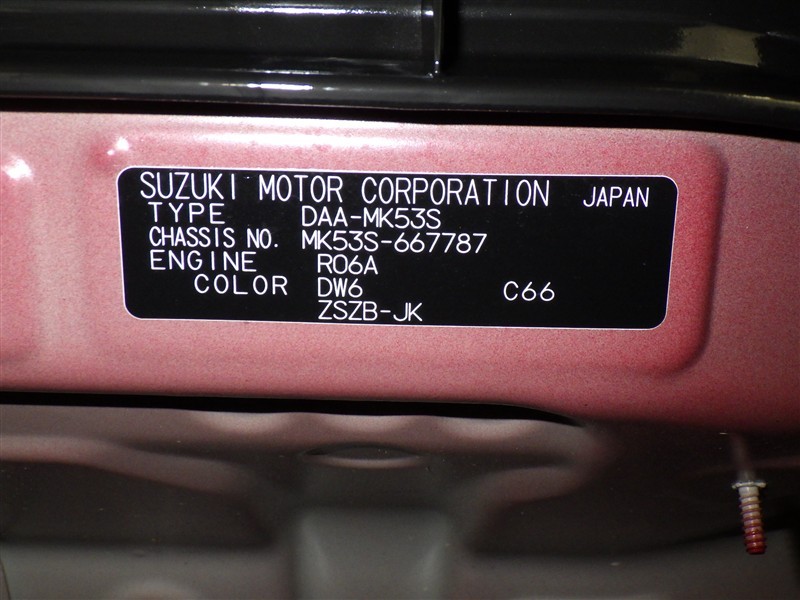 SUZUKI MOTOR CORPORATION JAPAN
TYPE DAA-MK53S
CHASSIS NO. MK53S-667787
ENGINE R06A
COLOR DW6 C66
ZSZB-JK